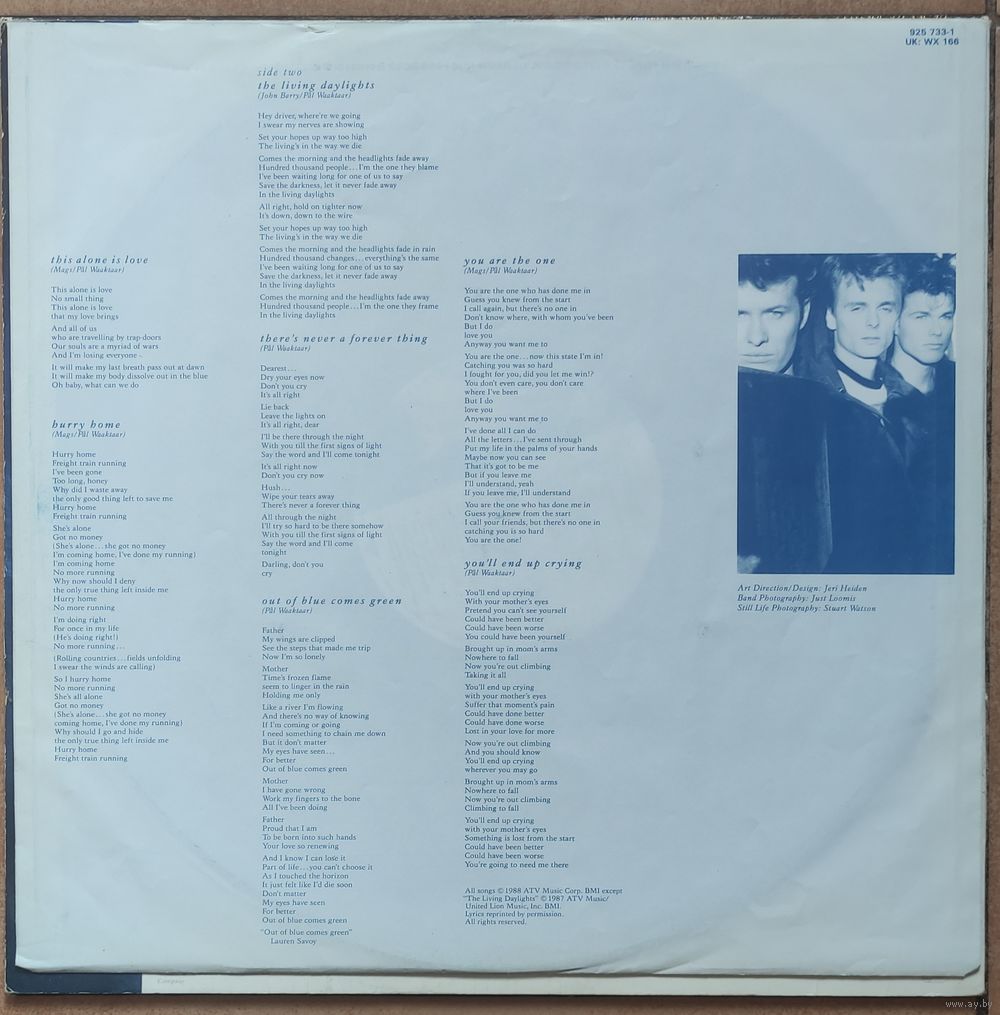 925 733-1
UK: WX 166
this alone is love
(Mags/Pål Waaktaar)
This alone is love
No small thing
This alone is love
that my love brings
And all of us
who are travelling by trap-doors
Our souls are a myriad of wars
And I'm losing everyone
It will make my last breath pass out at dawn
It will make my body dissolve out in the blue
Oh baby, what can we do
hurry home
(Mags/Pål Waaktaar)
Hurry home
Freight train running
I've been gone
Too long, honey
Why did I waste away
the only good thing left to save me
Hurry home
Freight train running
She's alone
Got no money
(She's alone...she got no money
I'm coming home, I've done my running)
I'm coming home
No more running
Why now should I deny
the only true thing left inside me
Hurry home
No more running
I'm doing right
For once in my life
(He's doing right!)
No more running...
(Rolling countries...fields unfolding
I swear the winds are calling)
So I hurry home
No more running
She's all alone
Got no money
(She's alone...she got no money
coming home, I've done my running)
Why should I go and hide
the only true thing left inside me
Hurry home
Freight train running
side two
the living daylights
(John Barry/Pål Waaktaar)
Hey driver, where're we going
I swear my nerves are showing
Set your hopes up way too high
The living's in the way we die
Comes the morning and the headlights fade away
Hundred thousand people...I'm the one they blame
I've been waiting long for one of us to say
Save the darkness, let it never fade away
In the living daylights
All right, hold on tighter now
It's down, down to the wire
Set your hopes up way too high
The living's in the way we die
Comes the morning and the headlights fade in rain
Hundred thousand changes...everything's the same
I've been waiting long for one of us to say
Save the darkness, let it never fade away
In the living daylights
Comes the morning and the headlights fade away
Hundred thousand people...I'm the one they frame
In the living daylights
there's never a forever thing
(Pål Waaktaar)
Dearest...
Dry your eyes now
Don't you cry
It's all right
Lie back
Leave the lights on
It's all right, dear
I'll be there through the night
With you till the first signs of light
Say the word and I'll come tonight
It's all right now
Don't you cry now
Hush...
Wipe your tears away
There's never a forever thing
All through the night
I'll try so hard to be there somehow
With you till the first signs of light
Say the word and I'll come
tonight
Darling, don't you
cry
out of blue comes green
(Pål Waaktaar)
Father
My wings are clipped
See the steps that made me trip
Now I'm so lonely
Mother
Time's frozen flame
seem to linger in the rain
Holding me only
Like a river I'm flowing
And there's no way of knowing
If I'm coming or going
I need something to chain me down
But it don't matter
My eyes have seen...
For better
Out of blue comes green
Mother
I have gone wrong
Work my fingers to the bone
All I've been doing
Father
Proud that I am
To be born into such hands
Your love so renewing
And I know I can lose it
Part of life...you can't choose it
As I touched the horizon
It just felt like I'd die soon
Don't matter
My eyes have seen
For better
Out of blue comes green
"Out of blue comes green"
Lauren Savoy
you are the one
(Mags/Pål Waaktaar)
You are the one who has done me in
Guess you knew from the start
I call again, but there's no one in
Don't know where, with whom you've been
But I do
love you
Anyway you want me to
You are the one...now this state I'm in!
Catching you was so hard
I fought for you, did you let me win!?
You don't even care, you don't care
where I've been
But I do
love you
Anyway you want me to
I've done all I can do
All the letters...I've sent through
Put my life in the palms of your hands
Maybe now you can see
That it's got to be me
But if you leave me
I'll understand, yeah
If you leave me, I'll understand
You are the one who has done me in
Guess you knew from the start
I call your friends, but there's no one in
catching you is so hard
You are the one!
you'll end up crying
(Pål Waaktaar)
You'll end up crying
With your mother's eyes
Pretend you can't see yourself
Could have been better
Could have been worse
You could have been yourself
Brought up in mom's arms
Nowhere to fall
Now you're out climbing
Taking it all
You'll end up crying
with your mother's eyes
Suffer that moment's pain
Could have done better
Could have done worse
Lost in your love for more
Now you're out climbing
And you should know
You'll end up crying
wherever you may go
Brought up in mom's arms
Nowhere to fall
Now you're out climbing
Climbing to fall
You'll end up crying
with your mother's eyes
Something is lost from the start
Could have been better
Could have been worse
You're going to need me there
All songs © 1988 ATV Music Corp. BMI except
"The Living Daylights" © 1987 ATV Music/
United Lion Music, Inc. BMI.
Lyrics reprinted by permission.
All rights reserved.
Art Direction/Design: Jeri Heiden
Band Photography: Just Loomis
Still Life Photography: Stuart Watson
www.ay.by